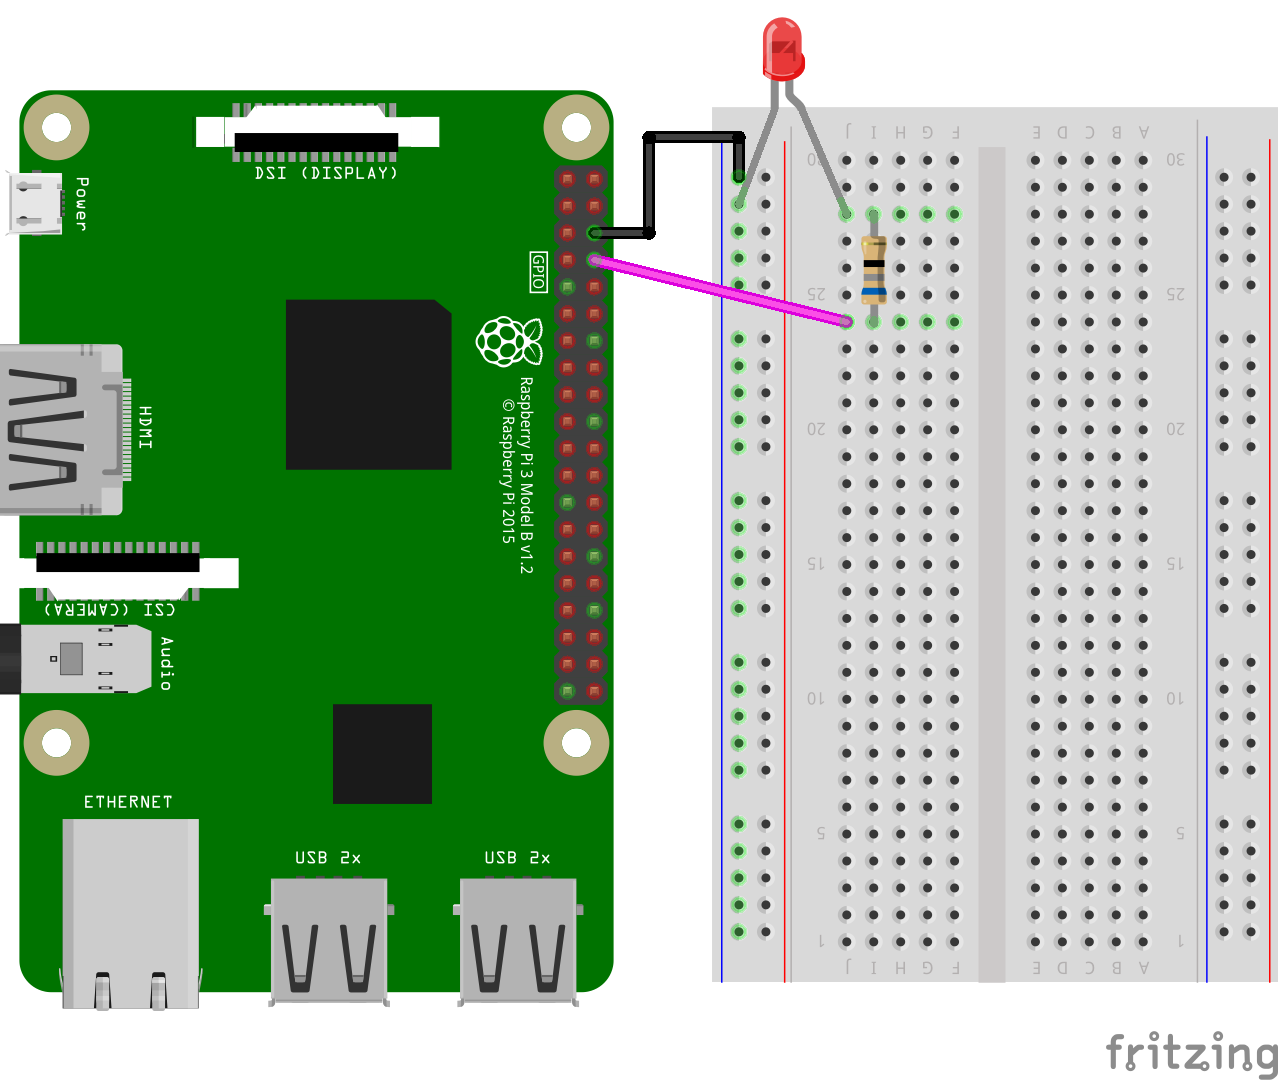 DSI (DISPLAY)
Power
GPIO
HDMI
Raspberry Pi 3 Model B v1.2
© Raspberry Pi 2015
CSI (CAMERA)
Audio
ETHERNET
USB 2x
USB 2x
J I H G F E D C B A
30 30
25 25
20 20
15 15
10 10
5 5
1 1
J I H G F E D C B A
fritzing